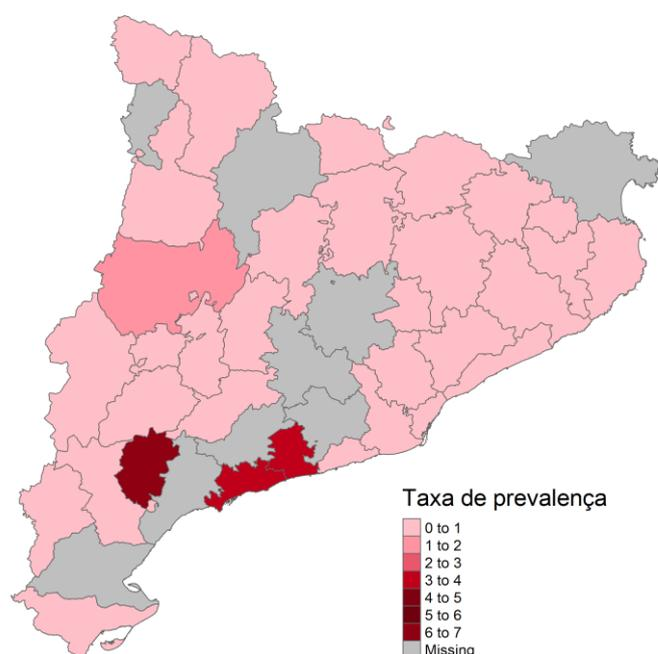 Taxa de prevalença
0 to 1
1 to 2
2 to 3
3 to 4
4 to 5
5 to 6
6 to 7
Missing